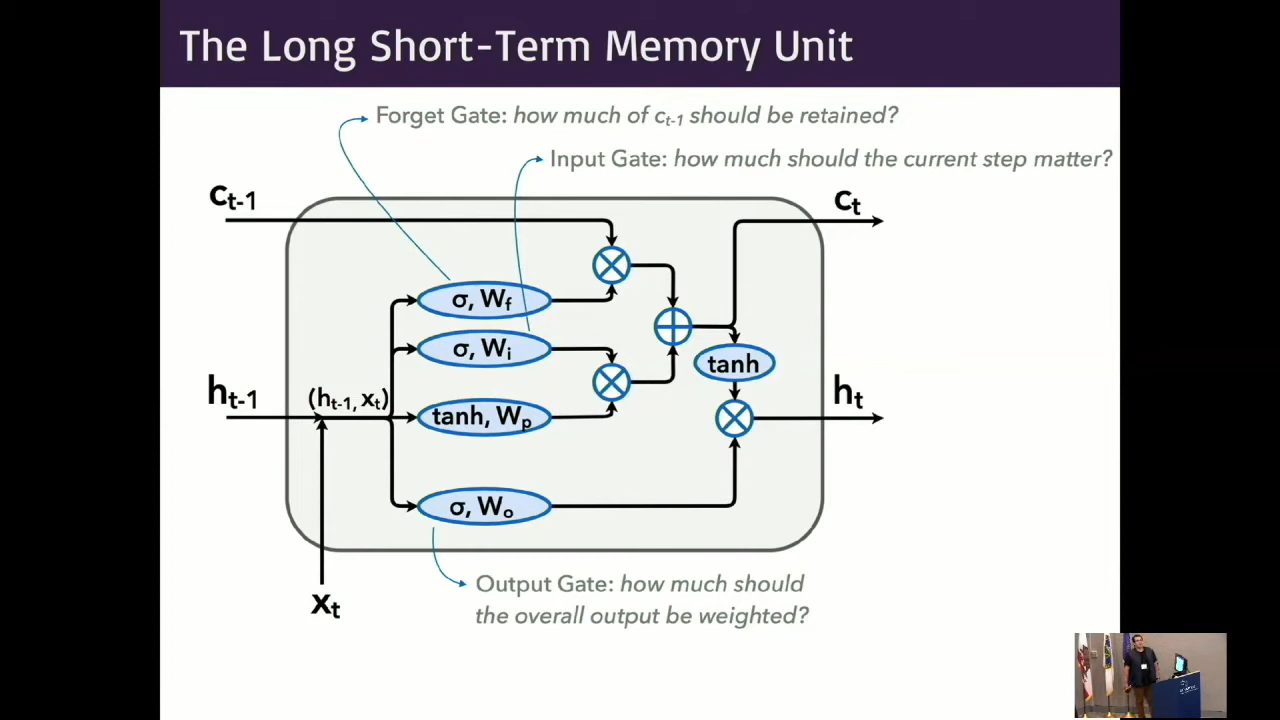 The Long Short-Term Memory Unit
Forget Gate: how much of cₜ₋₁ should be retained?
Input Gate: how much should the current step matter?
cₜ₋₁
cₜ
σ, W_f
σ, Wᵢ
tanh
hₜ₋₁
(hₜ₋₁, xₜ)
tanh, Wₚ
hₜ
σ, Wₒ
Output Gate: how much should
the overall output be weighted?
xₜ